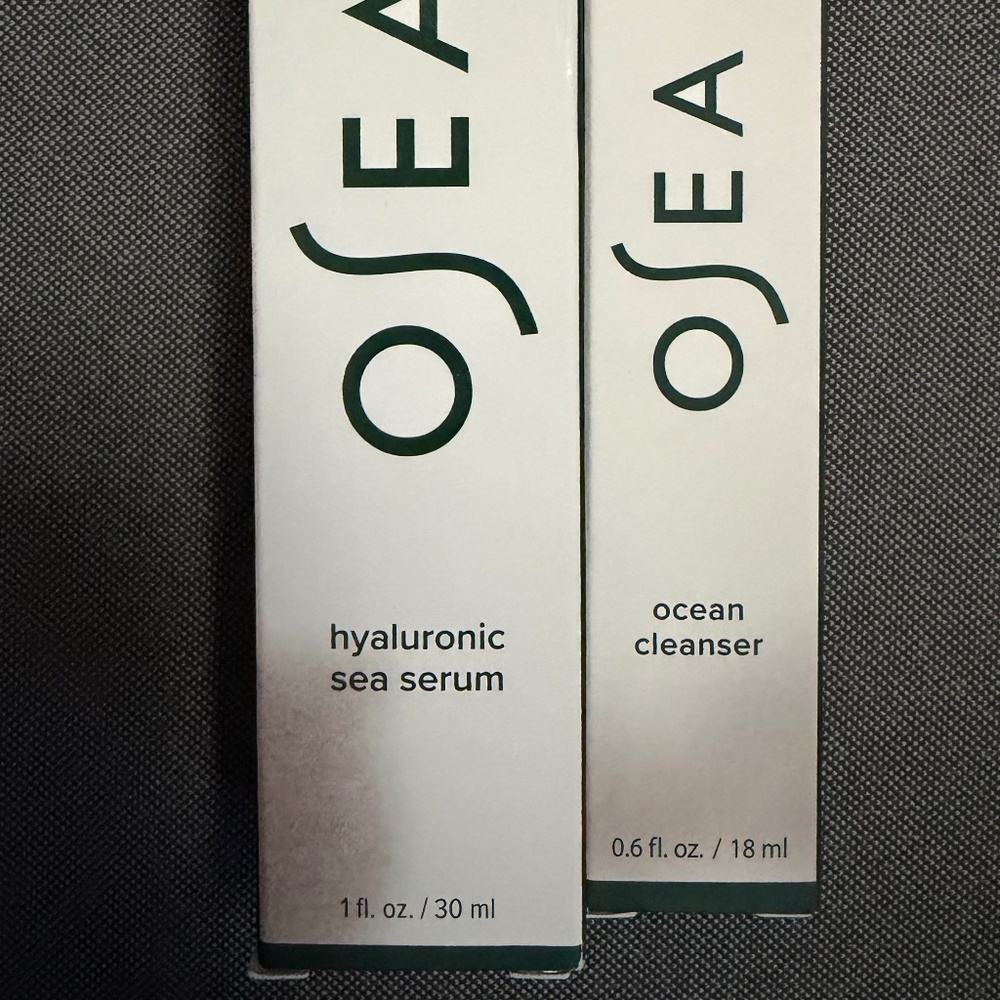 OSEA
hyaluronic
sea serum
1 fl. oz. / 30 ml
OSEA
ocean
cleanser
0.6 fl. oz. / 18 ml